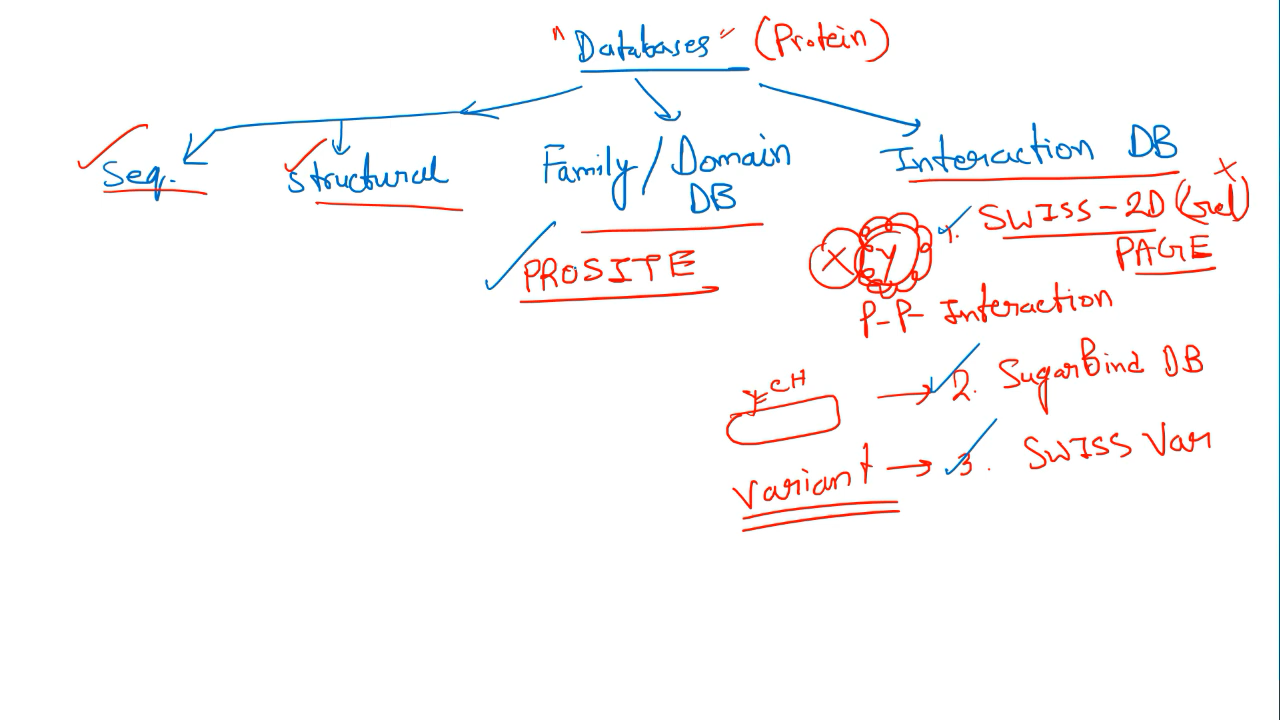 "Databases" (Protein)
Seq.
Structural
Family / Domain DB
Interaction DB
PROSITE
1. SWISS-2D (Gel) X
PAGE
X Y
P-P- Interaction
CH
2. SugarBind DB
Variant
3. SWISS Var